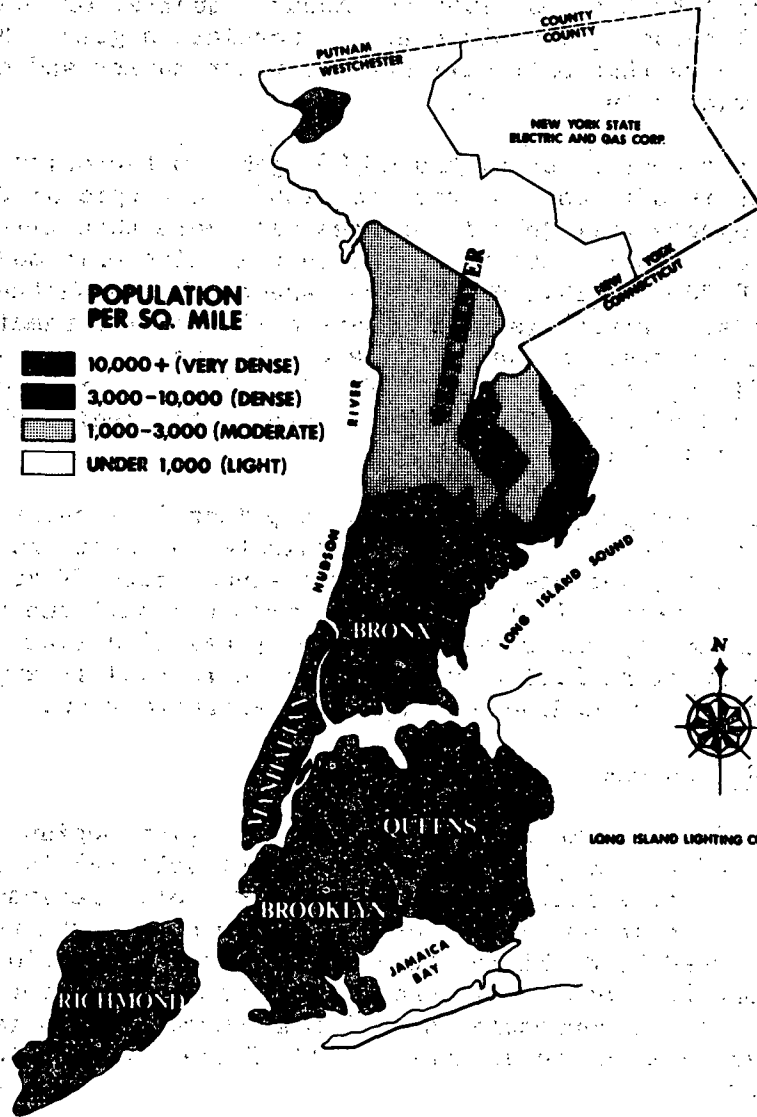 PUTNAM COUNTY
WESTCHESTER COUNTY
NEW YORK STATE
ELECTRIC AND GAS CORP.
WESTCHESTER
NEW YORK
CONNECTICUT
POPULATION
PER SQ. MILE
10,000+ (VERY DENSE)
3,000-10,000 (DENSE)
1,000-3,000 (MODERATE)
UNDER 1,000 (LIGHT)
HUDSON RIVER
LONG ISLAND SOUND
BRONX
N
MANHATTAN
QUEENS
LONG ISLAND LIGHTING
BROOKLYN
JAMAICA
BAY
RICHMOND